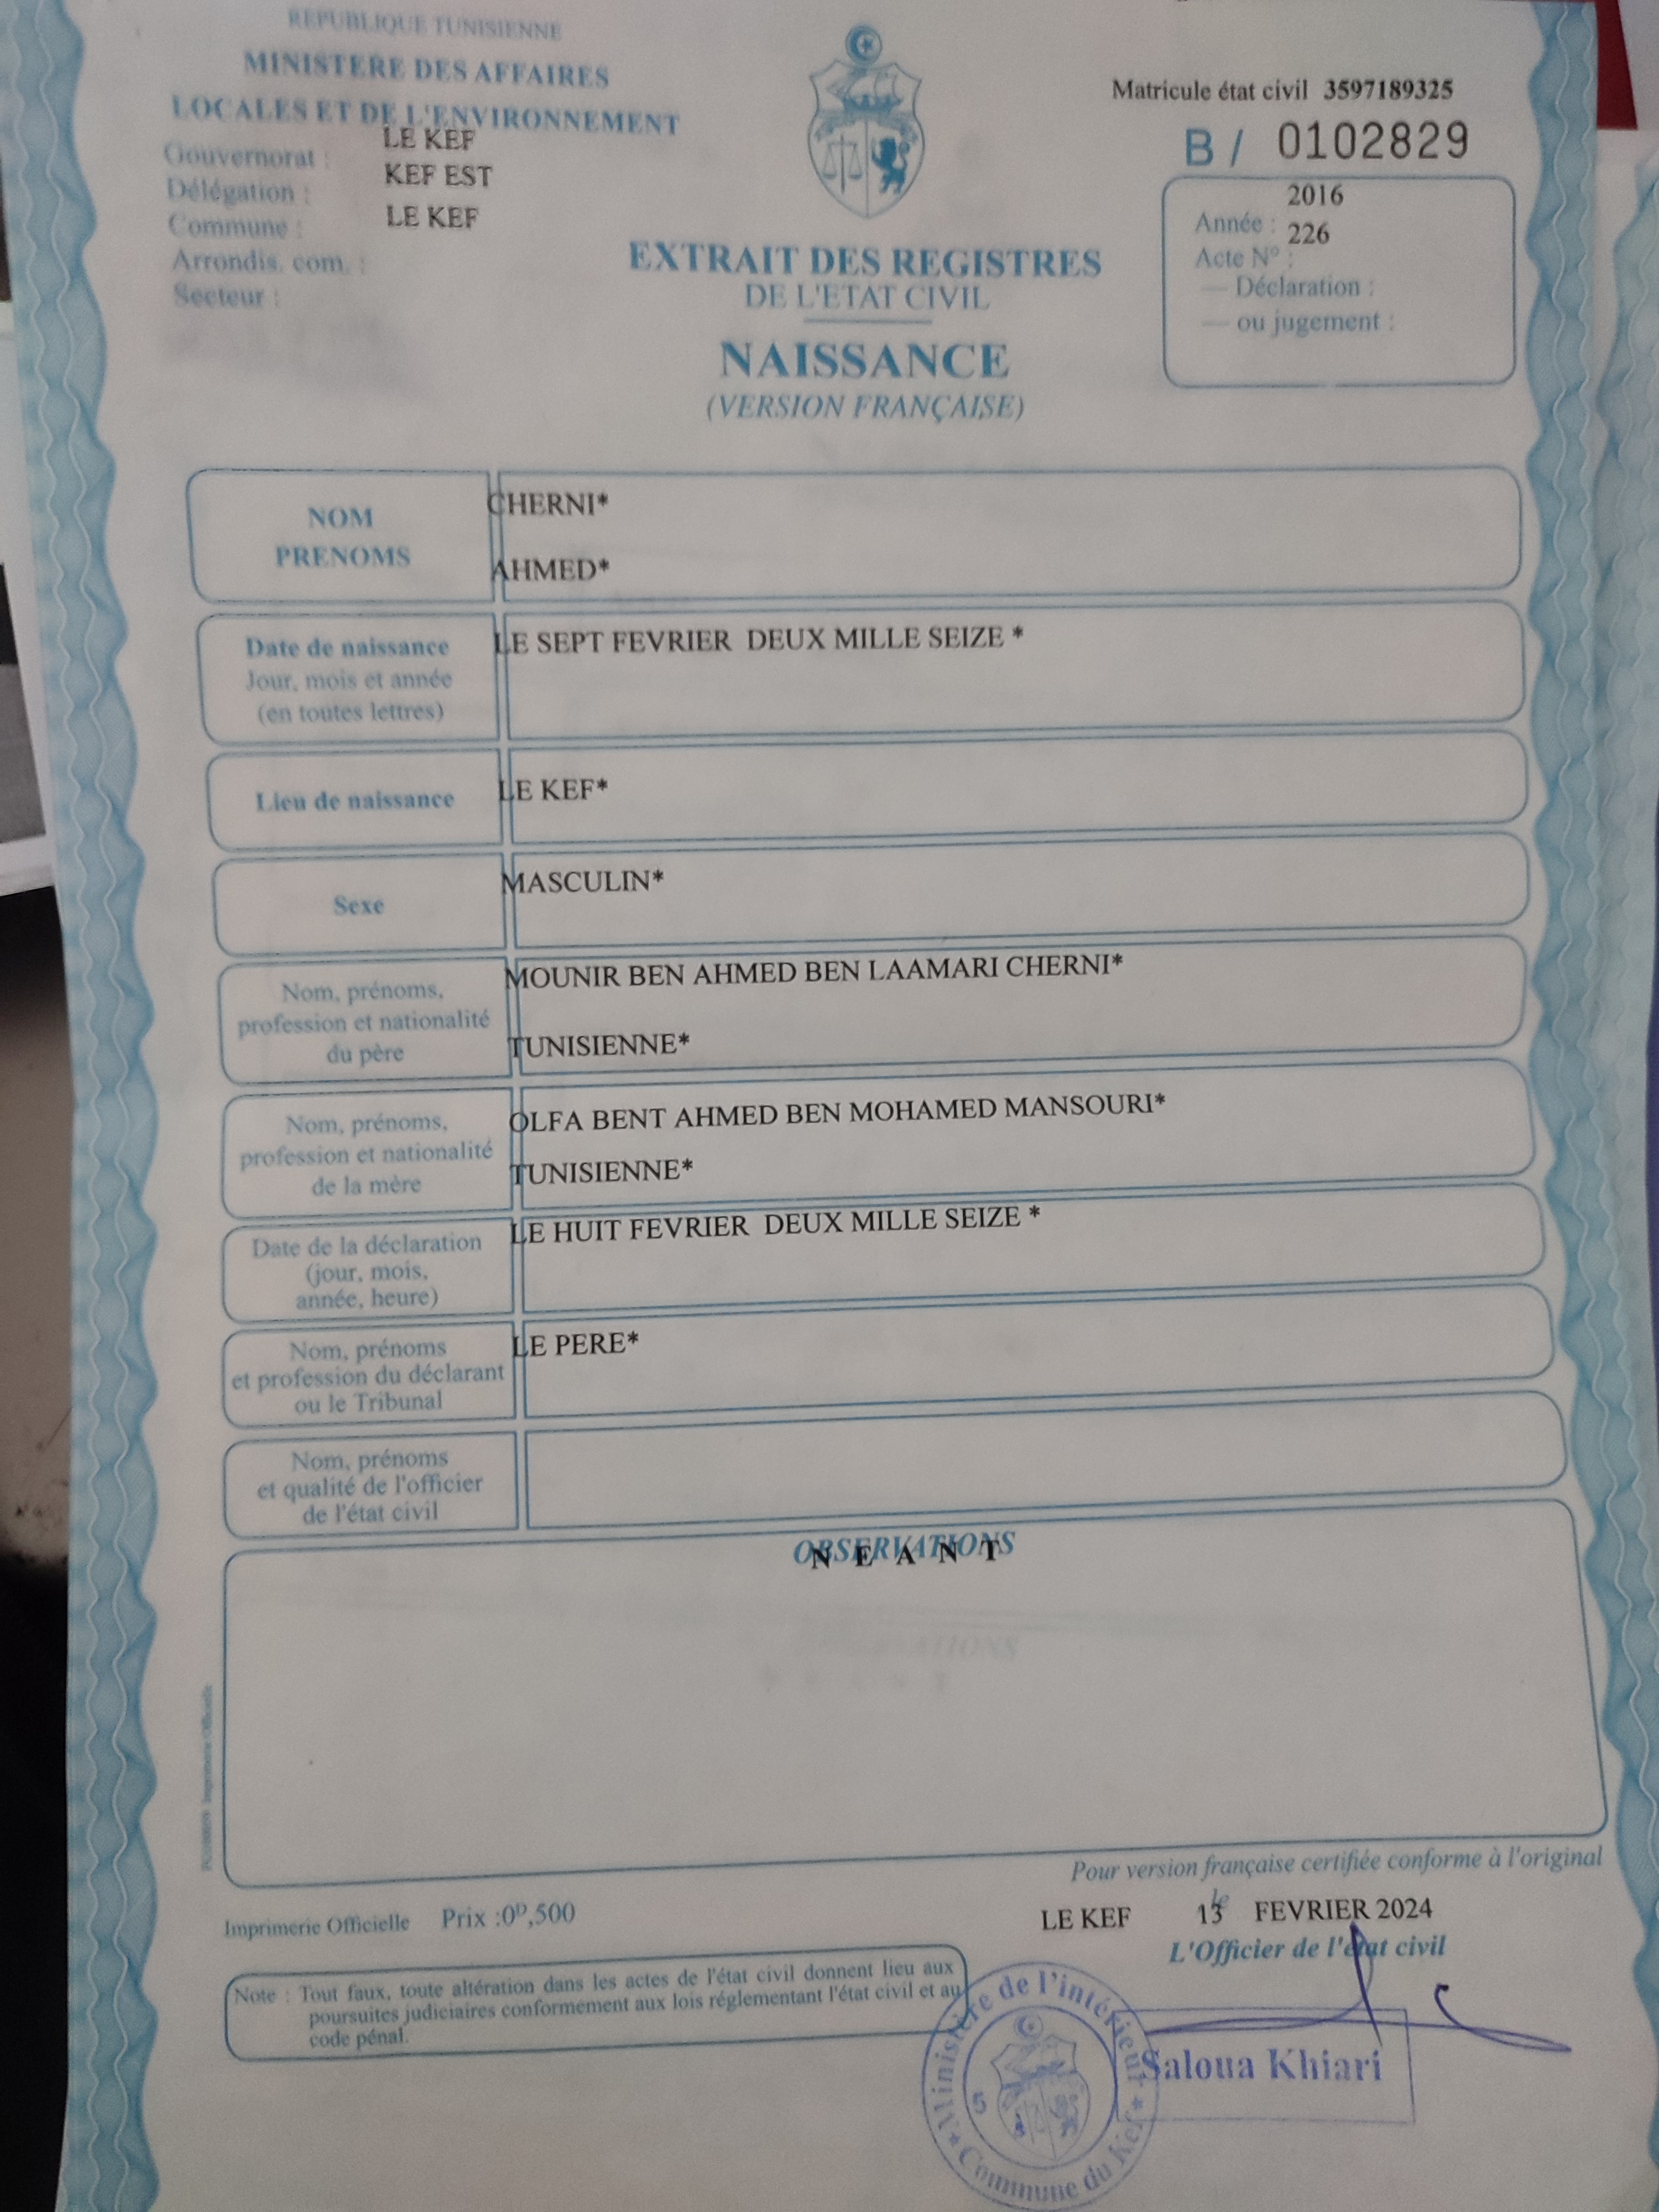 REPUBLIQUE TUNISIENNE
MINISTERE DES AFFAIRES
LOCALES ET DE L'ENVIRONNEMENT
Gouvernorat : LE KEF
Délégation : KEF EST
Commune : LE KEF
Arrondis. com. :
Secteur :
Matricule état civil 3597189325
B / 0102829
2016
Année :
226
Acte N° :
— Déclaration :
— ou jugement :
EXTRAIT DES REGISTRES
DE L'ETAT CIVIL
NAISSANCE
(VERSION FRANÇAISE)
NOM
PRENOMS
CHERNI*
AHMED*
Date de naissance
Jour, mois et année
(en toutes lettres)
LE SEPT FEVRIER DEUX MILLE SEIZE *
Lieu de naissance
LE KEF*
Sexe
MASCULIN*
Nom, prénoms,
profession et nationalité
du père
MOUNIR BEN AHMED BEN LAAMARI CHERNI*
TUNISIENNE*
Nom, prénoms,
profession et nationalité
de la mère
OLFA BENT AHMED BEN MOHAMED MANSOURI*
TUNISIENNE*
Date de la déclaration
(jour, mois,
année, heure)
LE HUIT FEVRIER DEUX MILLE SEIZE *
Nom, prénoms
et profession du déclarant
ou le Tribunal
LE PERE*
Nom, prénoms
et qualité de l'officier
de l'état civil
OBSERVATIONS
N E A N T
Imprimerie Officielle
Pour version française certifiée conforme à l'original
Imprimerie Officielle Prix :0ᴰ,500
LE KEF le 13 FEVRIER 2024
L'Officier de l'état civil
Note : Tout faux, toute altération dans les actes de l'état civil donnent lieu aux
poursuites judiciaires conformément aux lois réglementant l'état civil et au
code pénal.
Ministère de l'intérieur
5
Commune du Kef
Saloua Khiari